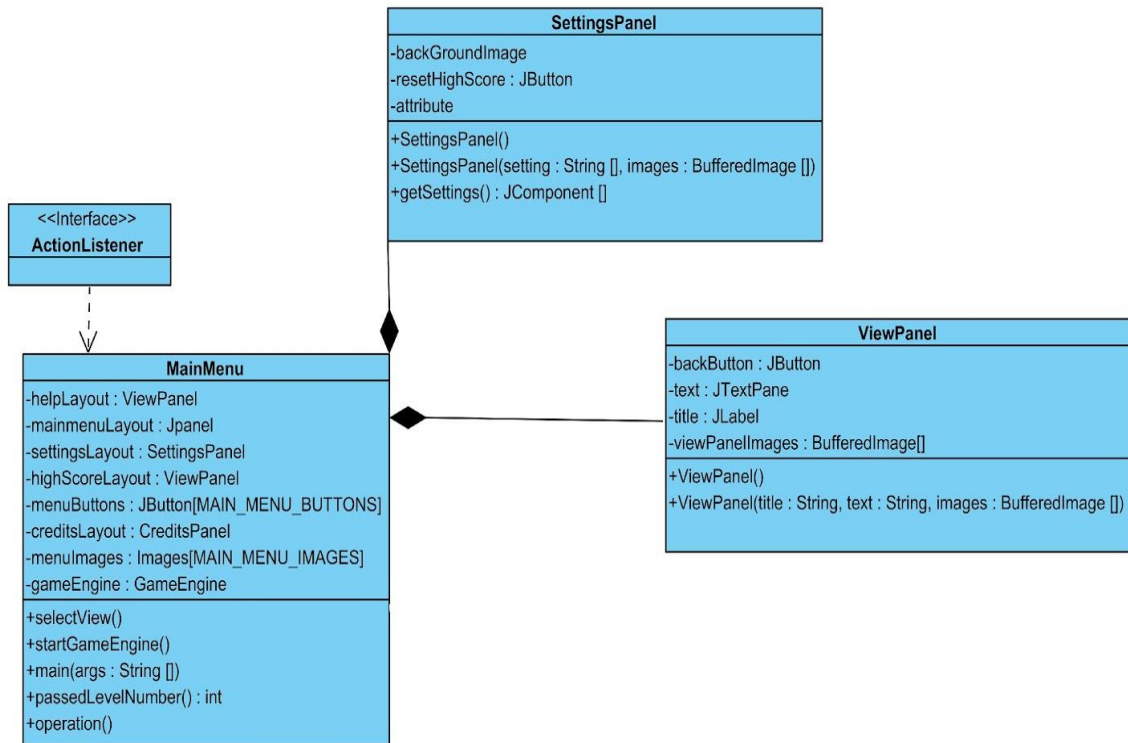 SettingsPanel
-backGroundImage
-resetHighScore : JButton
-attribute
+SettingsPanel()
+SettingsPanel(setting : String [], images : BufferedImage [])
+getSettings() : JComponent []
<<Interface>>
ActionListener
MainMenu
-helpLayout : ViewPanel
-mainmenuLayout : Jpanel
-settingsLayout : SettingsPanel
-highScoreLayout : ViewPanel
-menuButtons : JButton[MAIN_MENU_BUTTONS]
-creditsLayout : CreditsPanel
-menuImages : Images[MAIN_MENU_IMAGES]
-gameEngine : GameEngine
+selectView()
+startGameEngine()
+main(args : String [])
+passedLevelNumber() : int
+operation()
ViewPanel
-backButton : JButton
-text : JTextPane
-title : JLabel
-viewPanelImages : BufferedImage[]
+ViewPanel()
+ViewPanel(title : String, text : String, images : BufferedImage [])